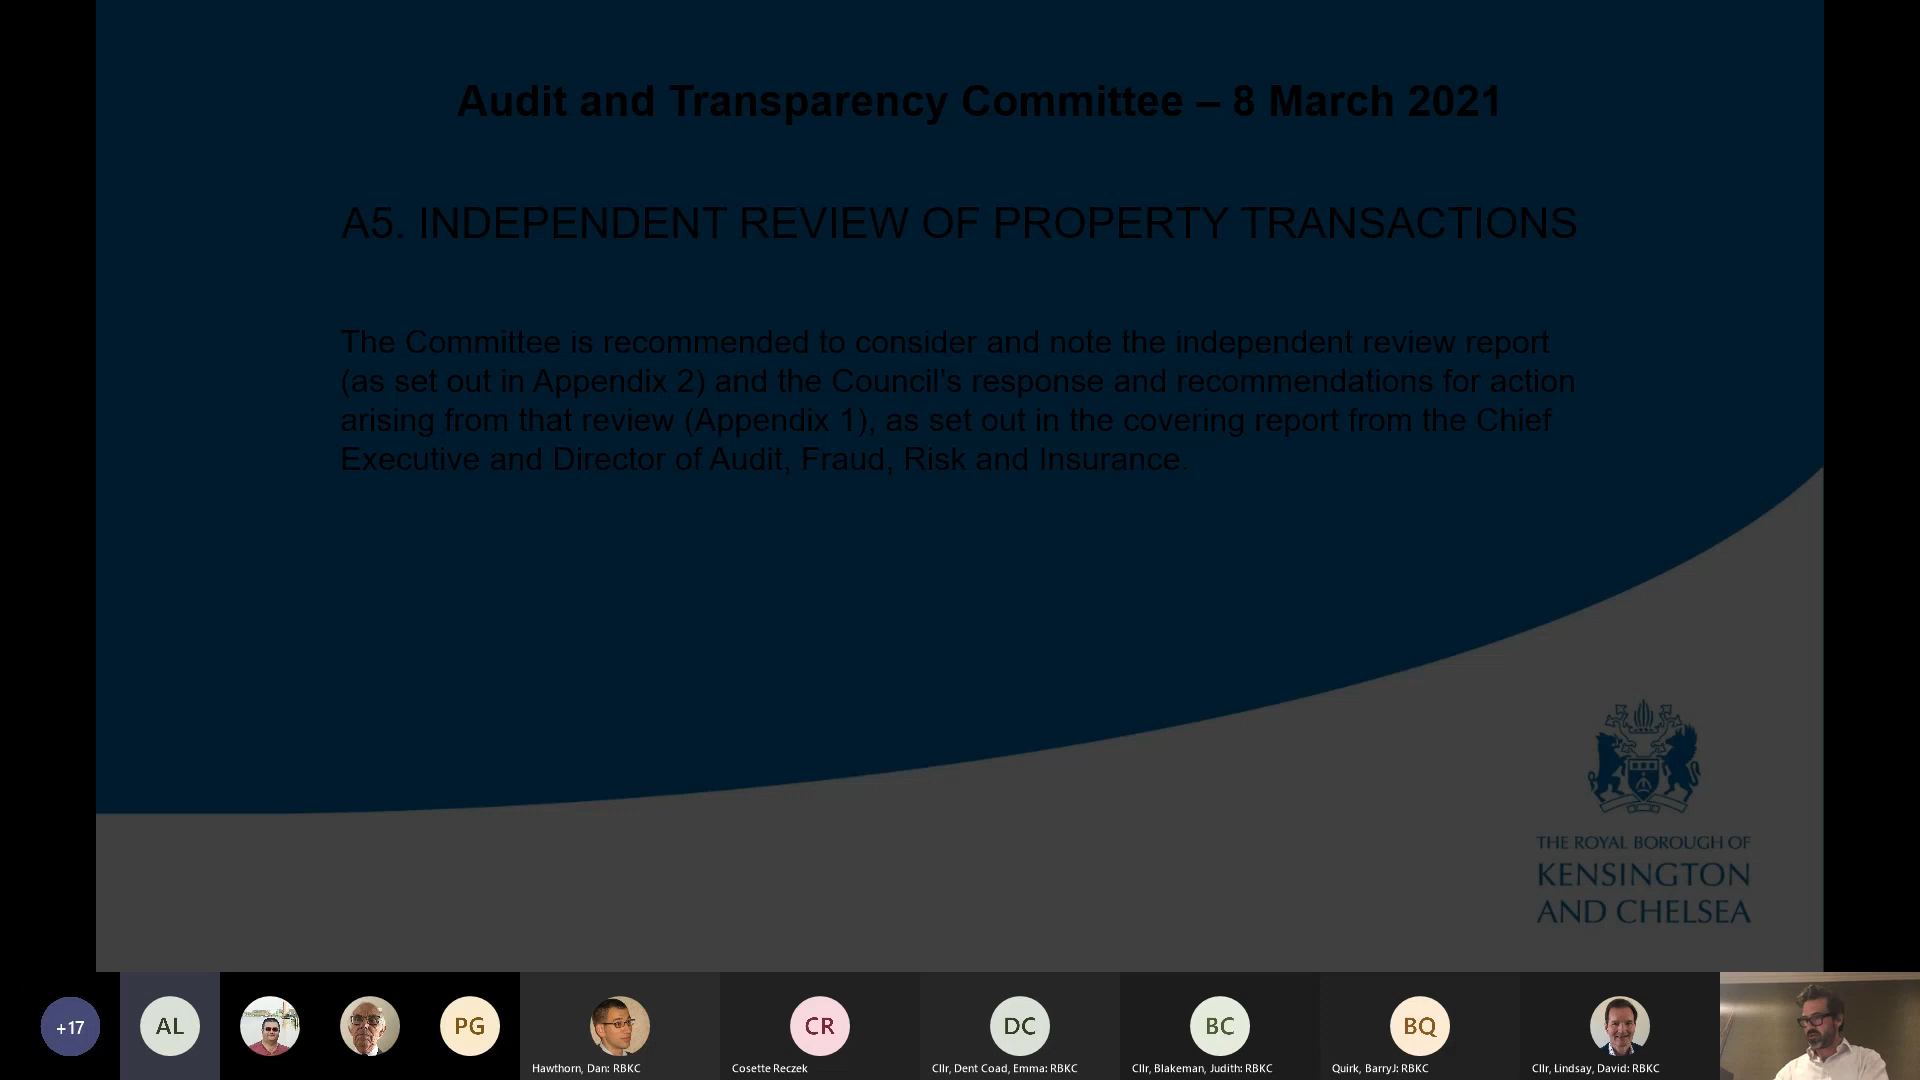 Audit and Transparency Committee – 8 March 2021
A5. INDEPENDENT REVIEW OF PROPERTY TRANSACTIONS
The Committee is recommended to consider and note the independent review report
(as set out in Appendix 2) and the Council's response and recommendations for action
arising from that review (Appendix 1), as set out in the covering report from the Chief
Executive and Director of Audit, Fraud, Risk and Insurance.
THE ROYAL BOROUGH OF
KENSINGTON
AND CHELSEA
+17
AL
PG
CR
DC
BC
BQ
Hawthorn, Dan: RBKC
Cosette Reczek
Cllr, Dent Coad, Emma: RBKC
Cllr, Blakeman, Judith: RBKC
Quirk, BarryJ: RBKC
Cllr, Lindsay, David: RBKC